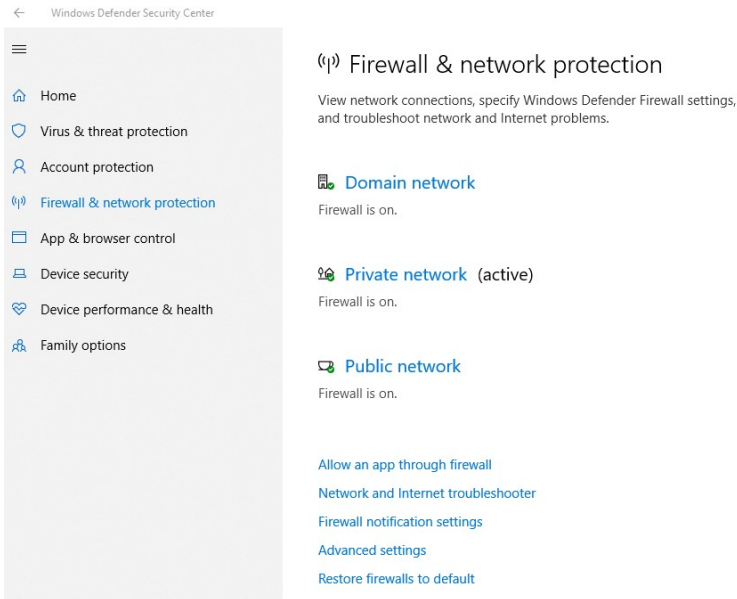 Windows Defender Security Center
Home
Virus & threat protection
Account protection
Firewall & network protection
App & browser control
Device security
Device performance & health
Family options
Firewall & network protection
View network connections, specify Windows Defender Firewall settings,
and troubleshoot network and Internet problems.
Domain network
Firewall is on.
Private network (active)
Firewall is on.
Public network
Firewall is on.
Allow an app through firewall
Network and Internet troubleshooter
Firewall notification settings
Advanced settings
Restore firewalls to default